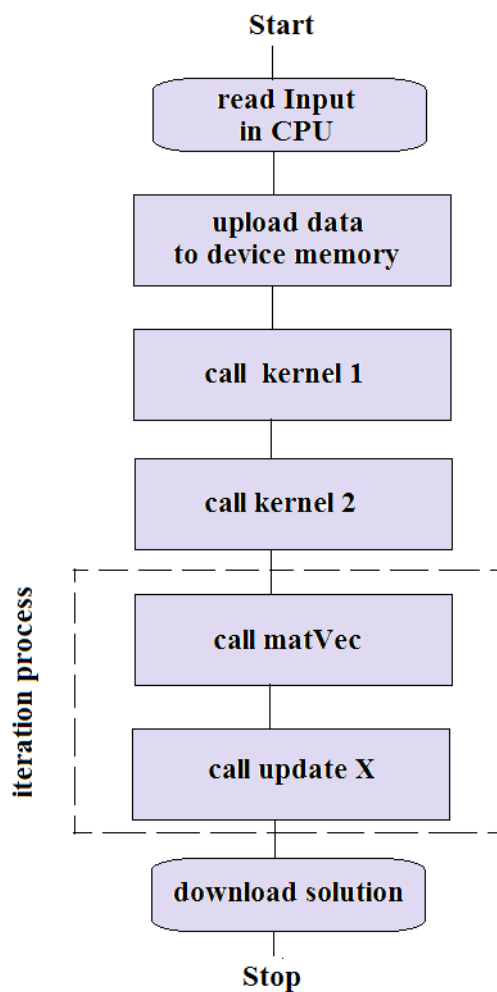 Start
read Input
in CPU
upload data
to device memory
call kernel 1
call kernel 2
iteration process
call matVec
call update X
download solution
Stop